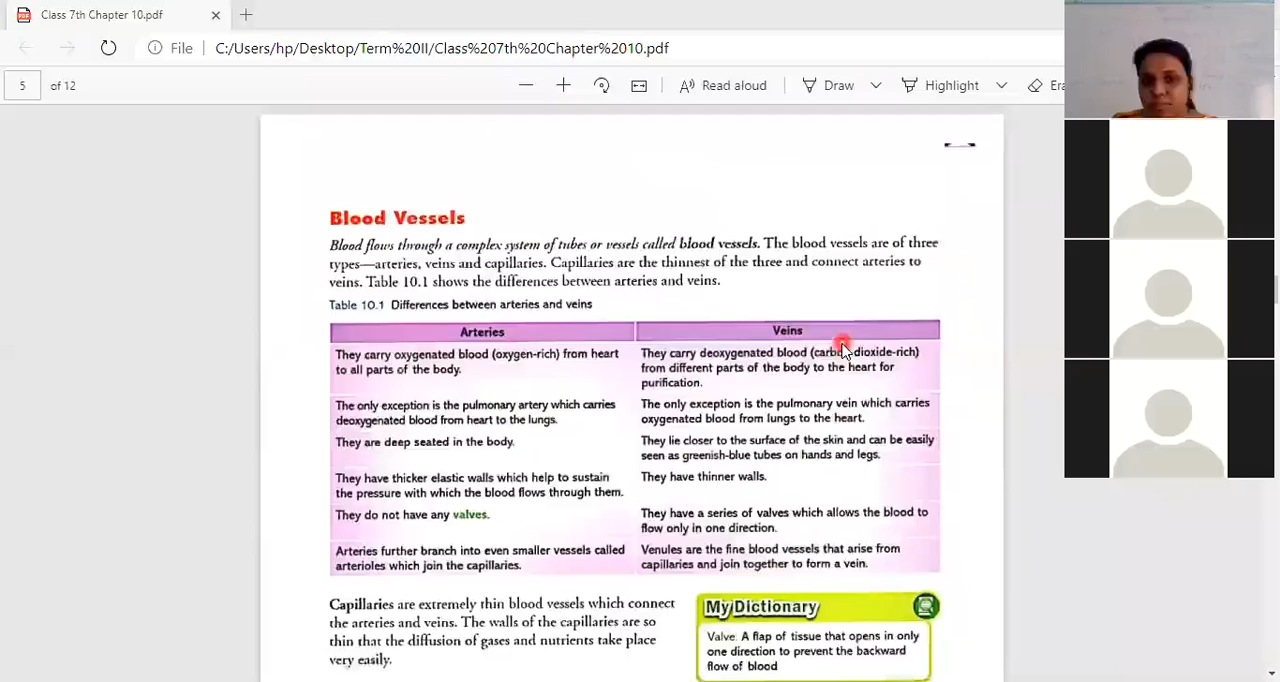 Class 7th Chapter 10.pdf
File
C:/Users/hp/Desktop/Term%20II/Class%207th%20Chapter%2010.pdf
5
of 12
Read aloud
Draw
Highlight
Blood Vessels
Blood flows through a complex system of tubes or vessels called blood vessels. The blood vessels are of three
types—arteries, veins and capillaries. Capillaries are the thinnest of the three and connect arteries to
veins. Table 10.1 shows the differences between arteries and veins.
Table 10.1 Differences between arteries and veins
Arteries
Veins
They carry oxygenated blood (oxygen-rich) from heart
to all parts of the body.
They carry deoxygenated blood dioxide-rich)
from different parts of the body to the heart for
purification.
The only exception is the pulmonary artery which carries
deoxygenated blood from heart to the lungs.
The only exception is the pulmonary vein which carries
oxygenated blood from lungs to the heart.
They are deep seated in the body.
They lie closer to the surface of the skin and can be easily
seen as greenish-blue tubes on hands and legs.
They have thicker elastic walls which help to sustain
the pressure with which the blood flows through them.
They have thinner walls.
They do not have any valves.
They have a series of valves which allows the blood to
flow only in one direction.
Arteries further branch into even smaller vessels called
arterioles which join the capillaries.
Venules are the fine blood vessels that arise from
capillaries and join together to form a vein.
Capillaries are extremely thin blood vessels which connect
the arteries and veins. The walls of the capillaries are so
thin that the diffusion of gases and nutrients take place
very easily.
My Dictionary
Valve: A flap of tissue that opens in only
one direction to prevent the backward
flow of blood